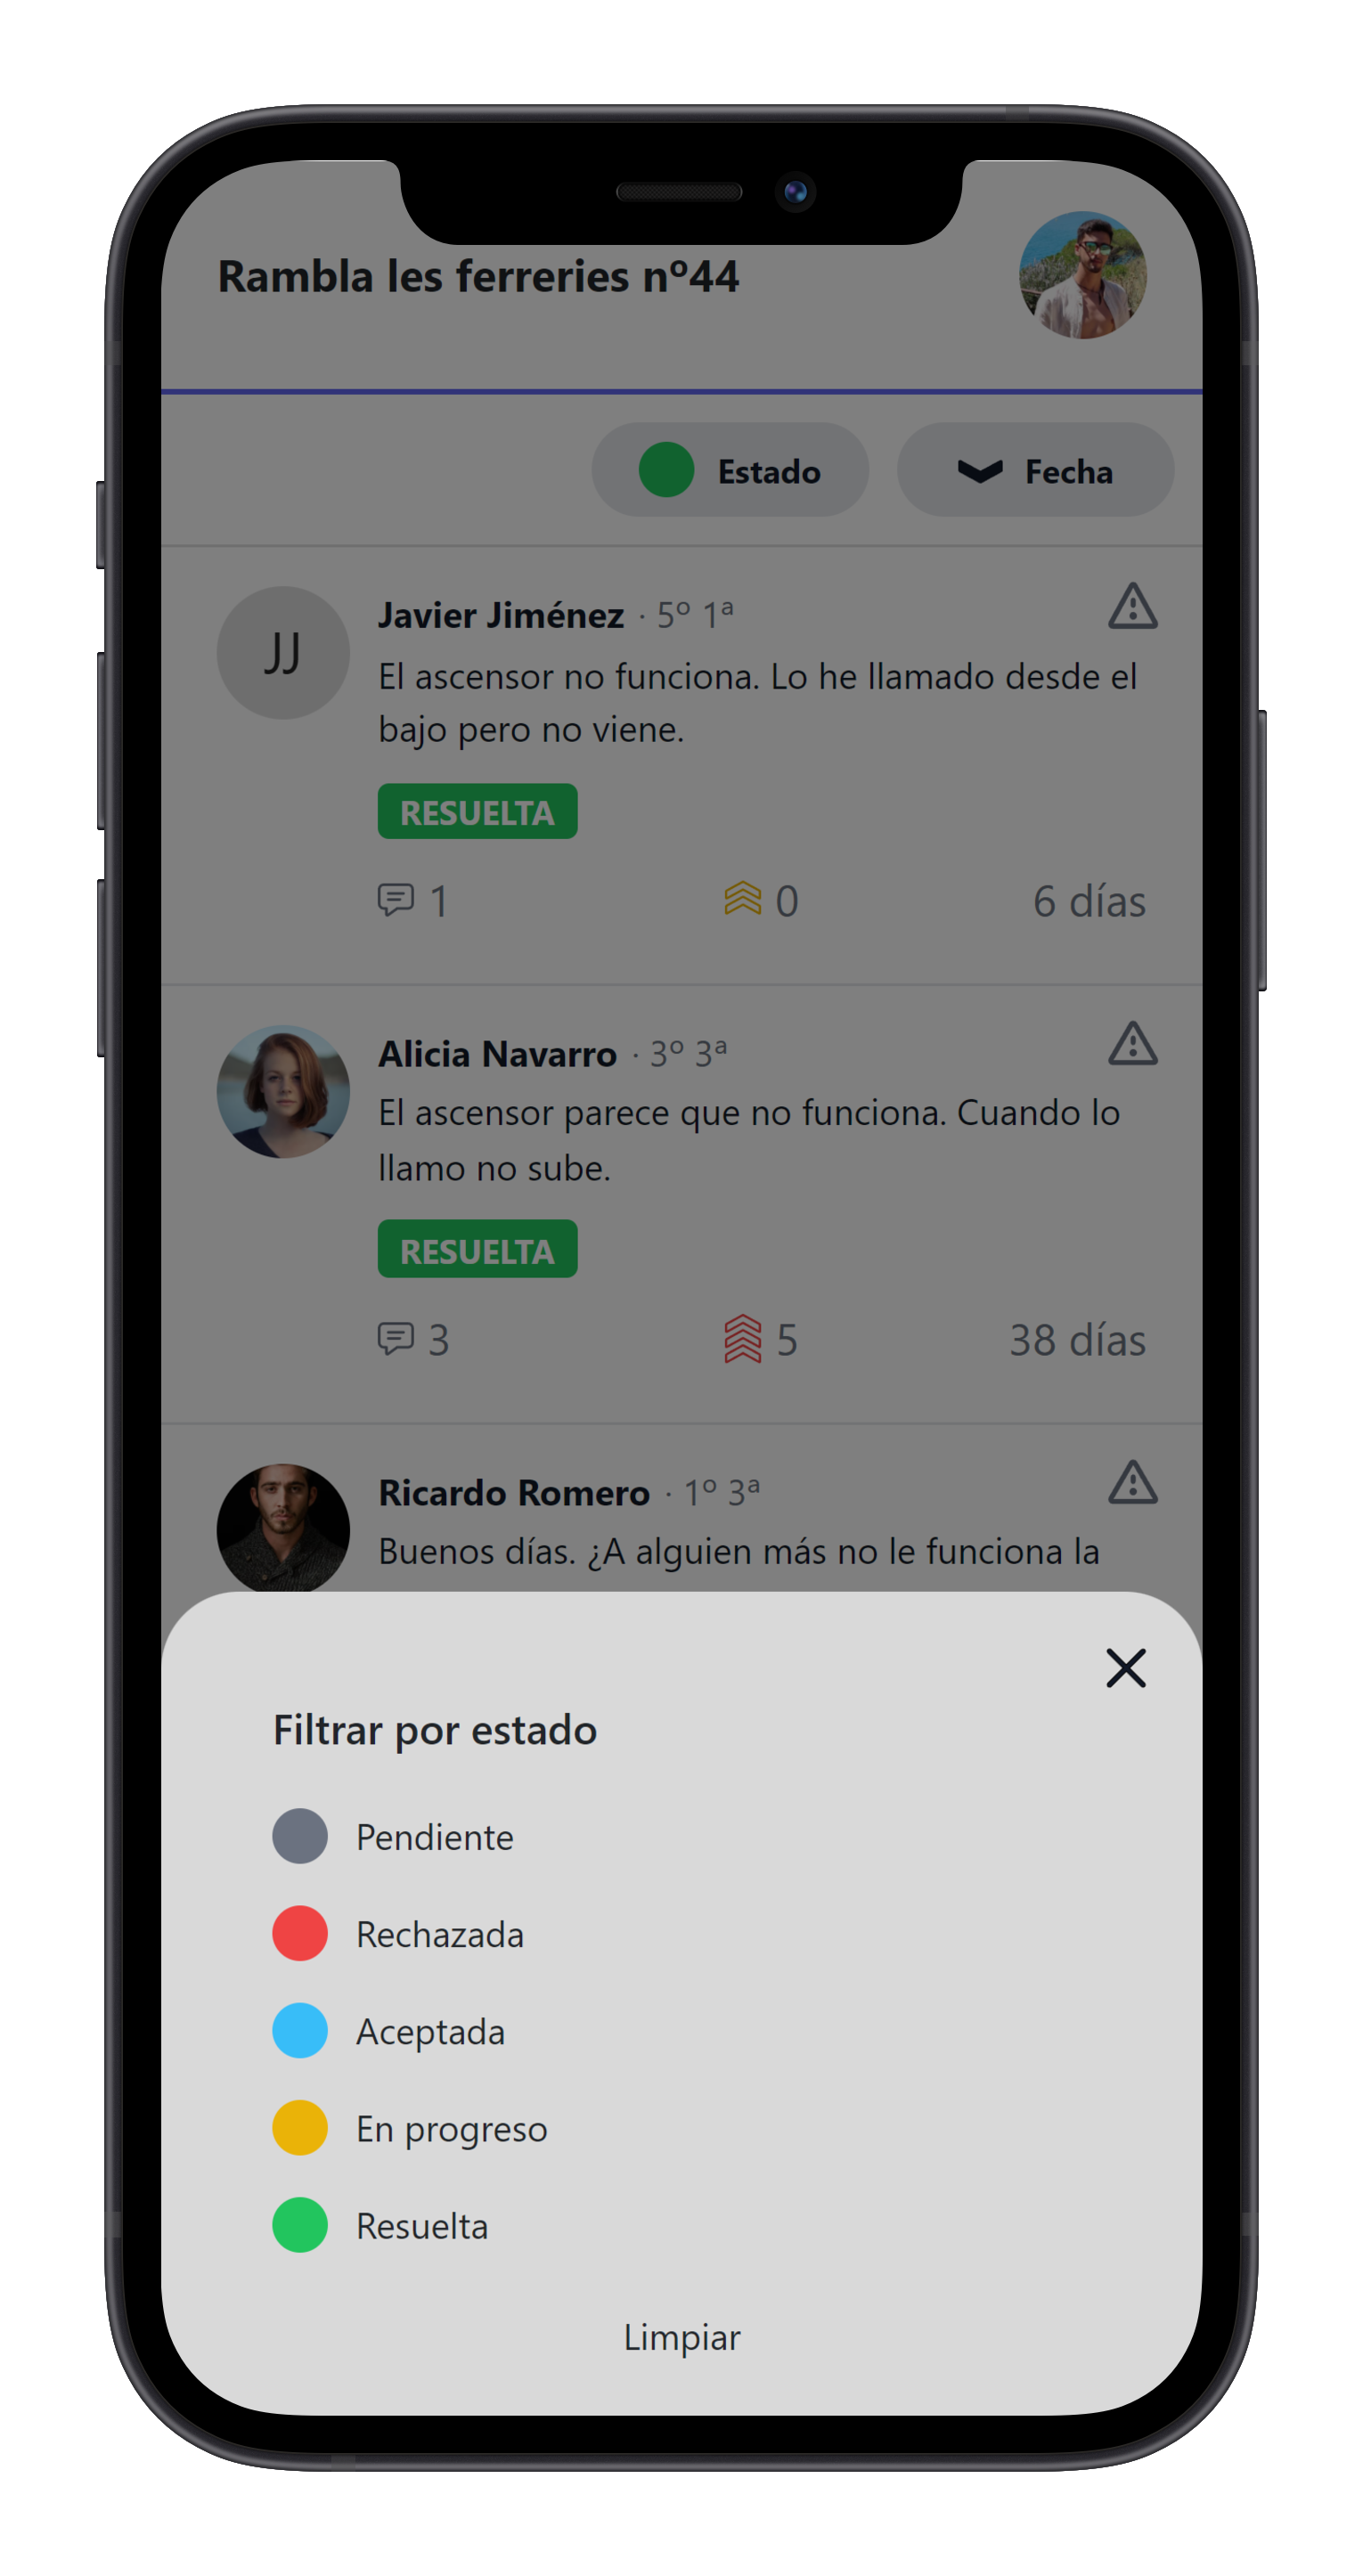 Rambla les ferreries nº44
Estado
Fecha
JJ
Javier Jiménez · 5º 1ª
El ascensor no funciona. Lo he llamado desde el
bajo pero no viene.
RESUELTA
1
0
6 días
Alicia Navarro · 3º 3ª
El ascensor parece que no funciona. Cuando lo
llamo no sube.
RESUELTA
3
5
38 días
Ricardo Romero · 1º 3ª
Buenos días. ¿A alguien más no le funciona la
Filtrar por estado
Pendiente
Rechazada
Aceptada
En progreso
Resuelta
Limpiar